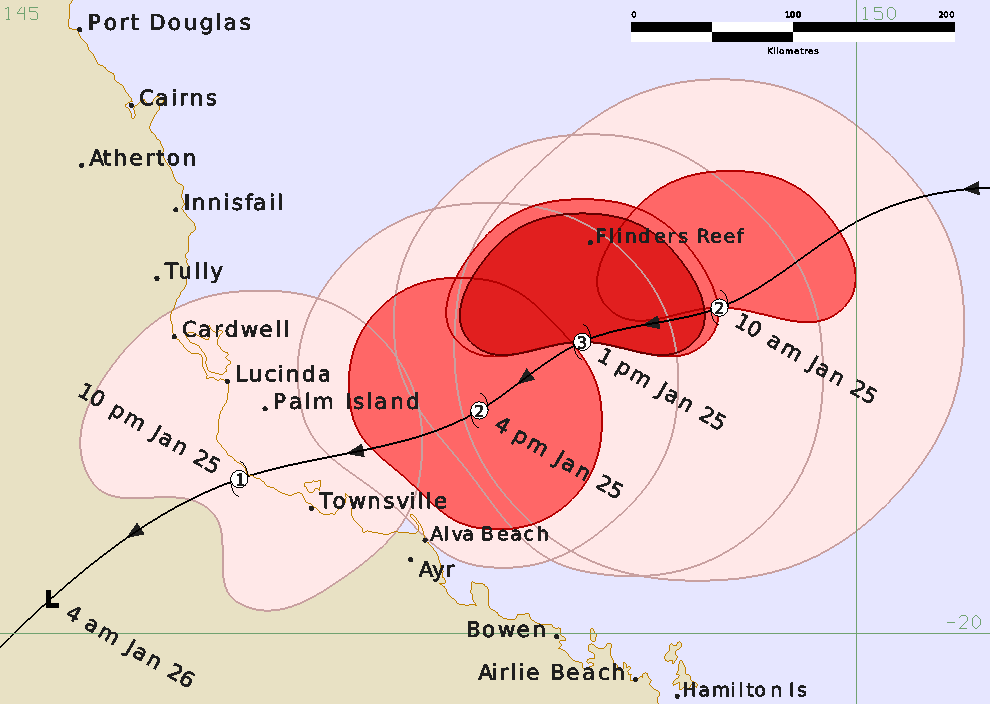 145
Port Douglas
0 100 200
150
Kilometres
Cairns
Atherton
Innisfail
Flinders Reef
Tully
2
10 am Jan 25
Cardwell
3
1 pm Jan 25
Lucinda
Palm Island
10 pm Jan 25
2
4 pm Jan 25
1
Townsville
Alva Beach
Ayr
L
4 am Jan 26
-20
Bowen
Airlie Beach
Hamilton Is